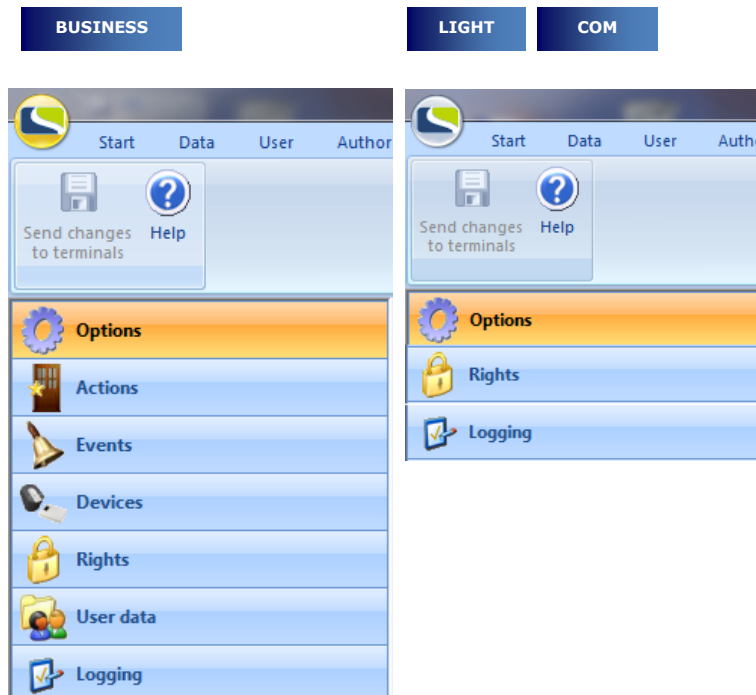 BUSINESS
LIGHT
COM
Start Data User Author
Send changes
to terminals
Help
Options
Actions
Events
Devices
Rights
User data
Logging
Start Data User Autho
Send changes
to terminals
Help
Options
Rights
Logging